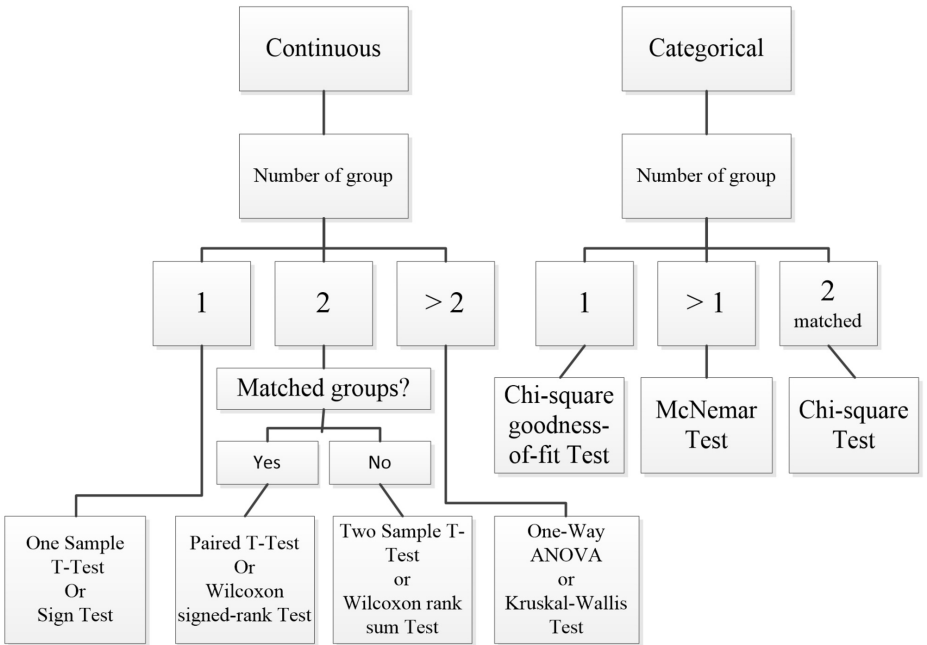 Continuous
Categorical
Number of group
Number of group
1
2
> 2
1
> 1
2
matched
Matched groups?
Yes
No
Chi-square
goodness-
of-fit Test
McNemar
Test
Chi-square
Test
One Sample
T-Test
Or
Sign Test
Paired T-Test
Or
Wilcoxon
signed-rank Test
Two Sample T-
Test
or
Wilcoxon rank
sum Test
One-Way
ANOVA
or
Kruskal-Wallis
Test